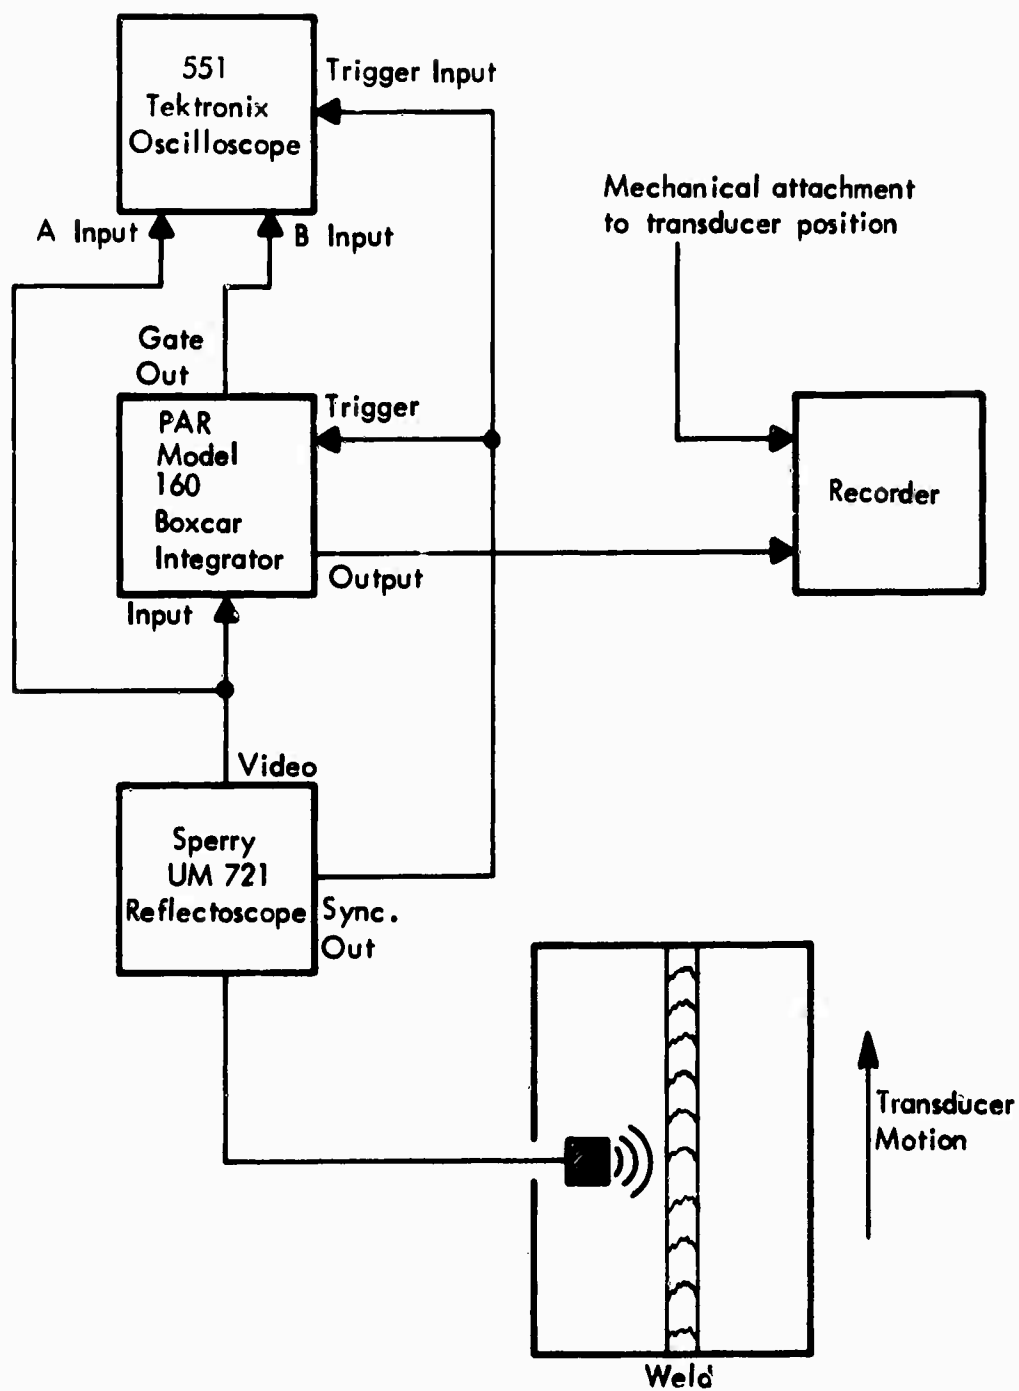 551
Tektronix
Oscilloscope
Trigger Input
A Input
B Input
Mechanical attachment
to transducer position
Gate
Out
PAR
Model
160
Boxcar
Integrator
Trigger
Output
Input
Recorder
Video
Sperry
UM 721
Reflectoscope
Sync.
Out
Transducer
Motion
Weld